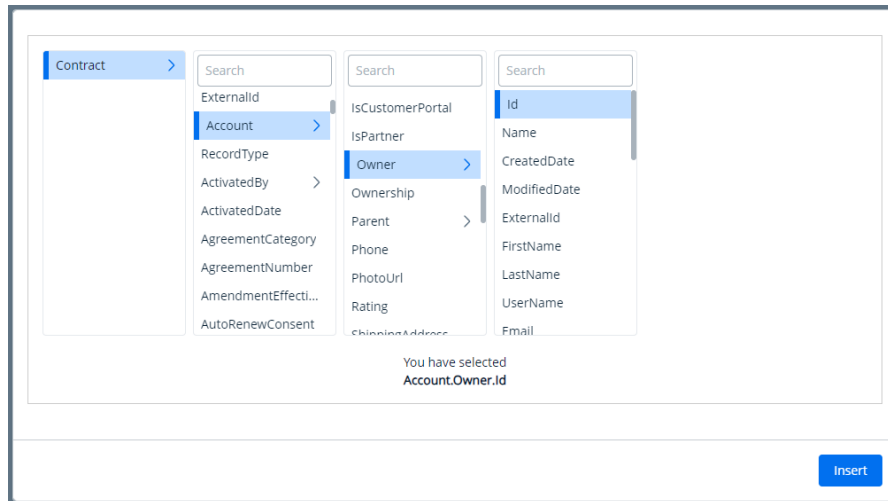 Contract
Search
ExternalId
Account
RecordType
ActivatedBy
ActivatedDate
AgreementCategory
AgreementNumber
AmendmentEffecti...
AutoRenewConsent
Search
IsCustomerPortal
IsPartner
Owner
Ownership
Parent
Phone
PhotoUrl
Rating
ShippingAddress
Search
Id
Name
CreatedDate
ModifiedDate
ExternalId
FirstName
LastName
UserName
Email
You have selected
Account.Owner.Id
Insert